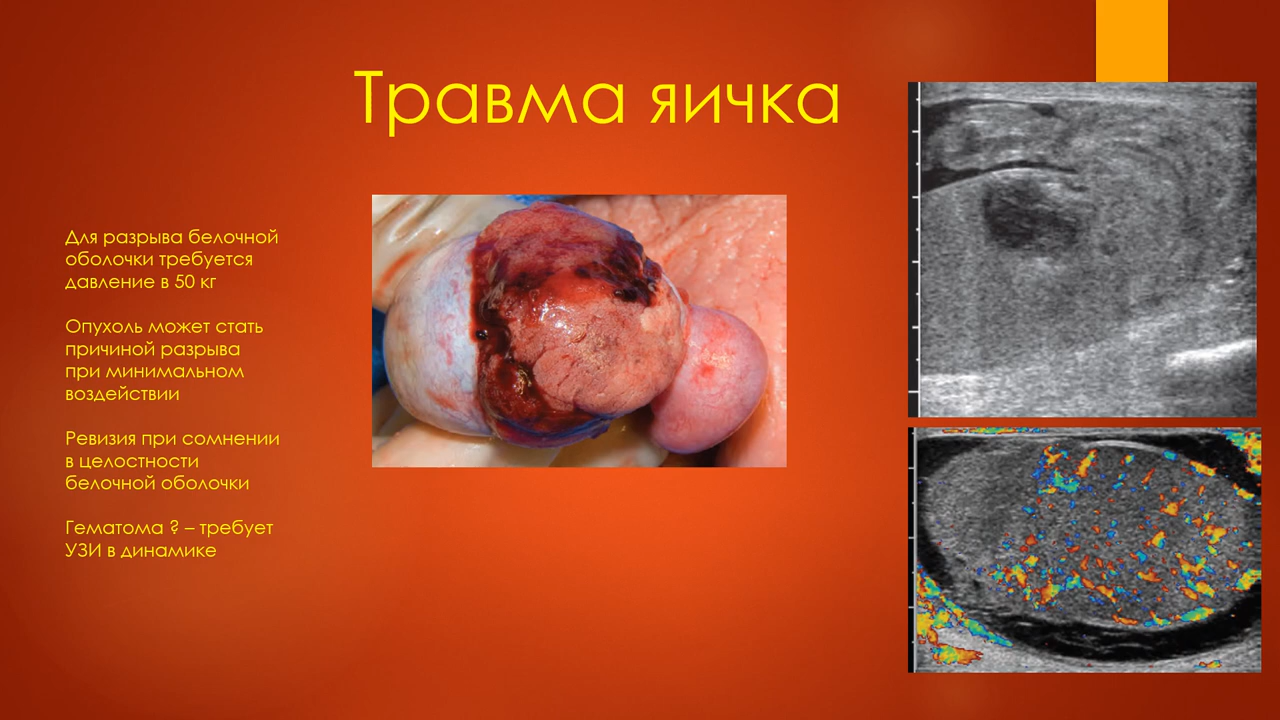 Травма яичка
Для разрыва белочной
оболочки требуется
давление в 50 кг
Опухоль может стать
причиной разрыва
при минимальном
воздействии
Ревизия при сомнении
в целостности
белочной оболочки
Гематома ? – требует
УЗИ в динамике